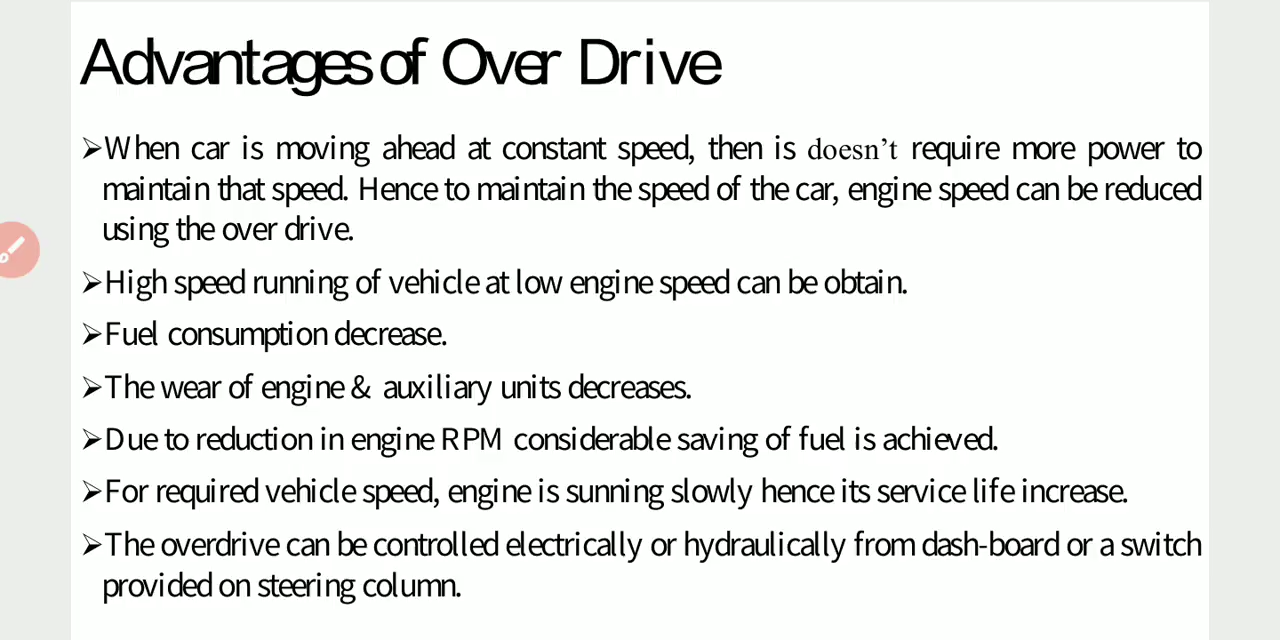 Advantages of Over Drive
➢When car is moving ahead at constant speed, then is doesn’t require more power to
maintain that speed. Hence to maintain the speed of the car, engine speed can be reduced
using the over drive.
➢High speed running of vehicle at low engine speed can be obtain.
➢Fuel consumption decrease.
➢The wear of engine & auxiliary units decreases.
➢Due to reduction in engine RPM considerable saving of fuel is achieved.
➢For required vehicle speed, engine is sunning slowly hence its service life increase.
➢The overdrive can be controlled electrically or hydraulically from dash-board or a switch
provided on steering column.